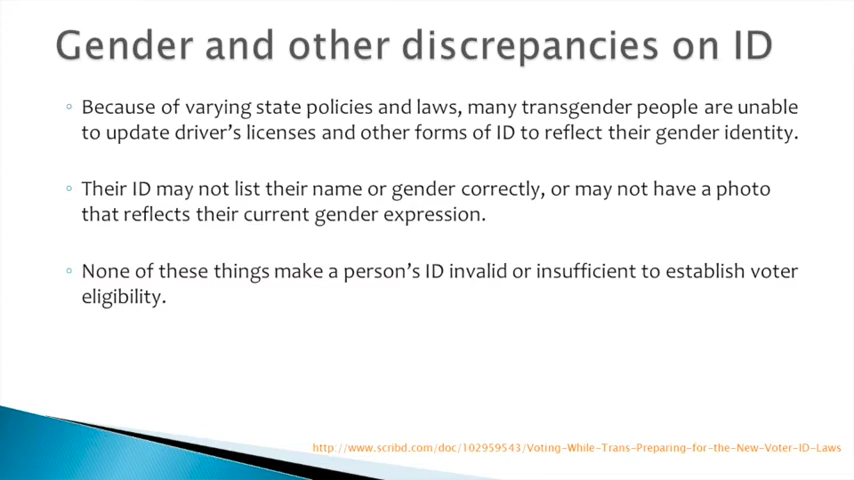 Gender and other discrepancies on ID
◦ Because of varying state policies and laws, many transgender people are unable
to update driver’s licenses and other forms of ID to reflect their gender identity.
◦ Their ID may not list their name or gender correctly, or may not have a photo
that reflects their current gender expression.
◦ None of these things make a person’s ID invalid or insufficient to establish voter
eligibility.
http://www.scribd.com/doc/102959543/Voting-While-Trans-Preparing-for-the-New-Voter-ID-Laws